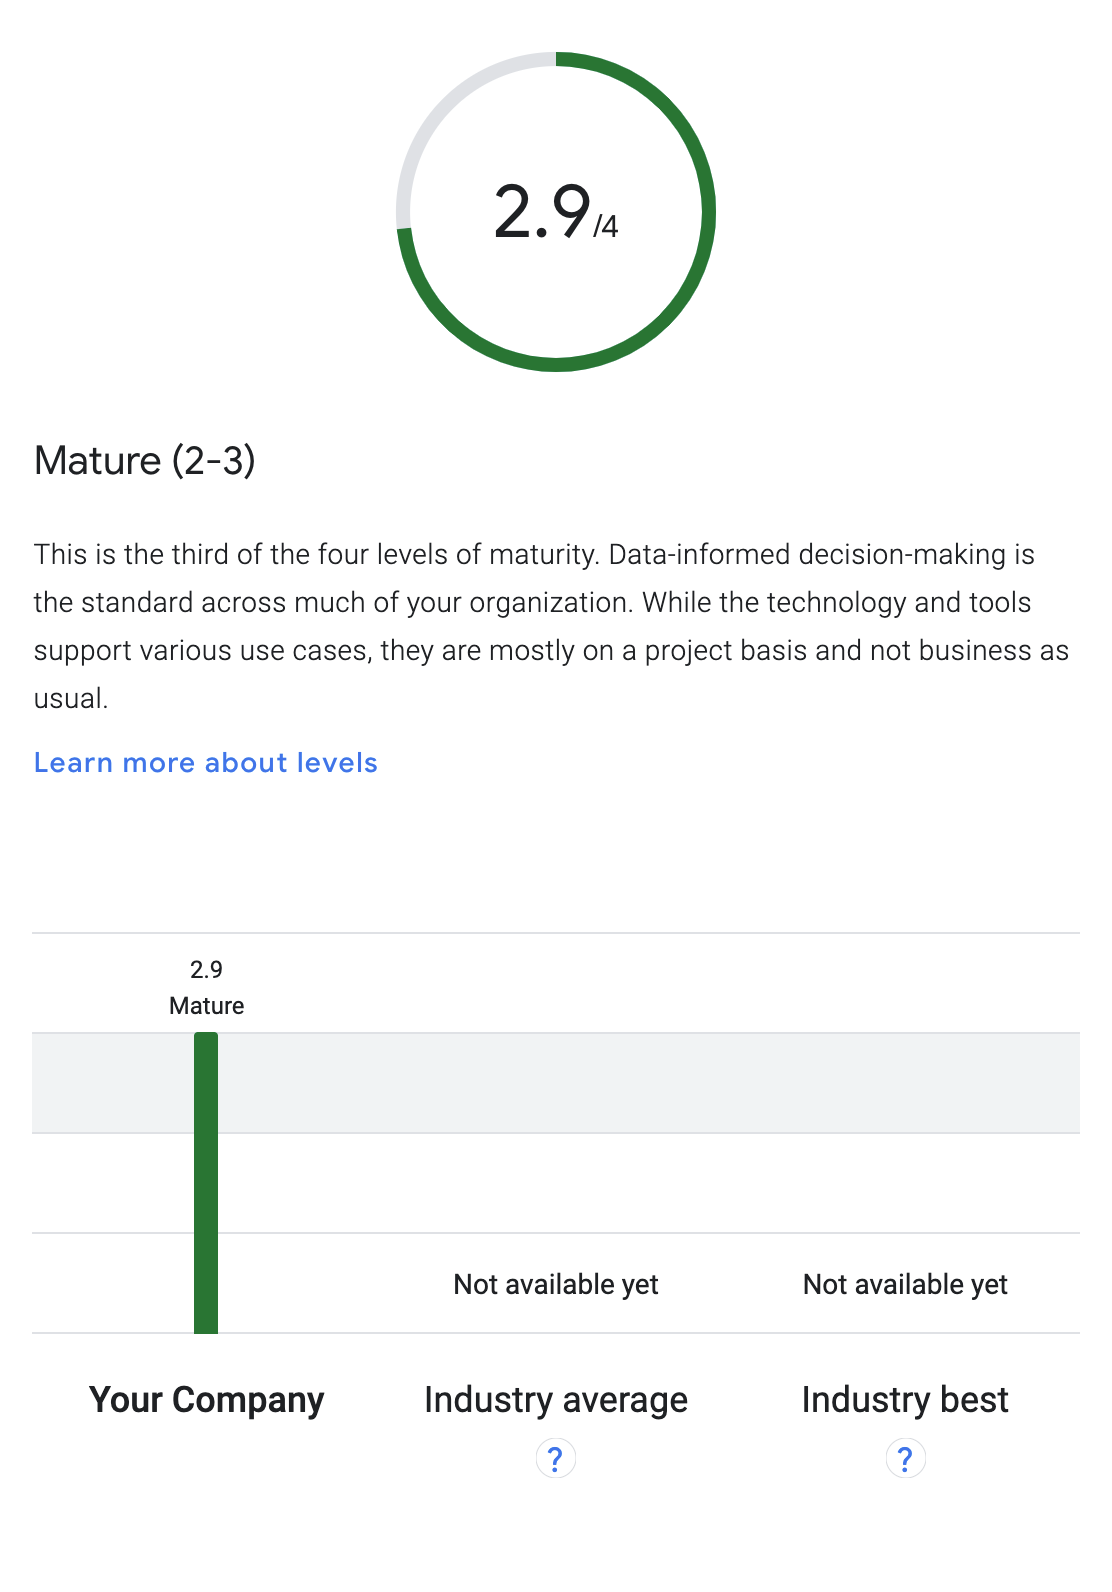 2.9/4
Mature (2-3)
This is the third of the four levels of maturity. Data-informed decision-making is
the standard across much of your organization. While the technology and tools
support various use cases, they are mostly on a project basis and not business as
usual.
Learn more about levels
2.9
Mature
Not available yet
Not available yet
Your Company
Industry average
Industry best
?
?